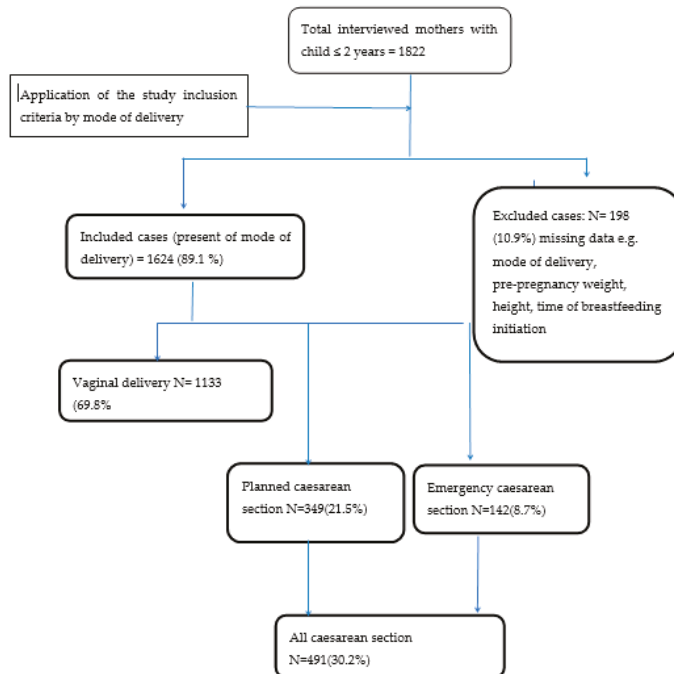 Total interviewed mothers with
child ≤ 2 years = 1822
Application of the study inclusion
criteria by mode of delivery
Included cases (present of mode of
delivery) = 1624 (89.1 %)
Excluded cases: N= 198
(10.9%) missing data e.g.
mode of delivery,
pre-pregnancy weight,
height, time of breastfeeding
initiation
Vaginal delivery N= 1133
(69.8%
Planned caesarean
section N=349(21.5%)
Emergency caesarean
section N=142(8.7%)
All caesarean section
N=491(30.2%)